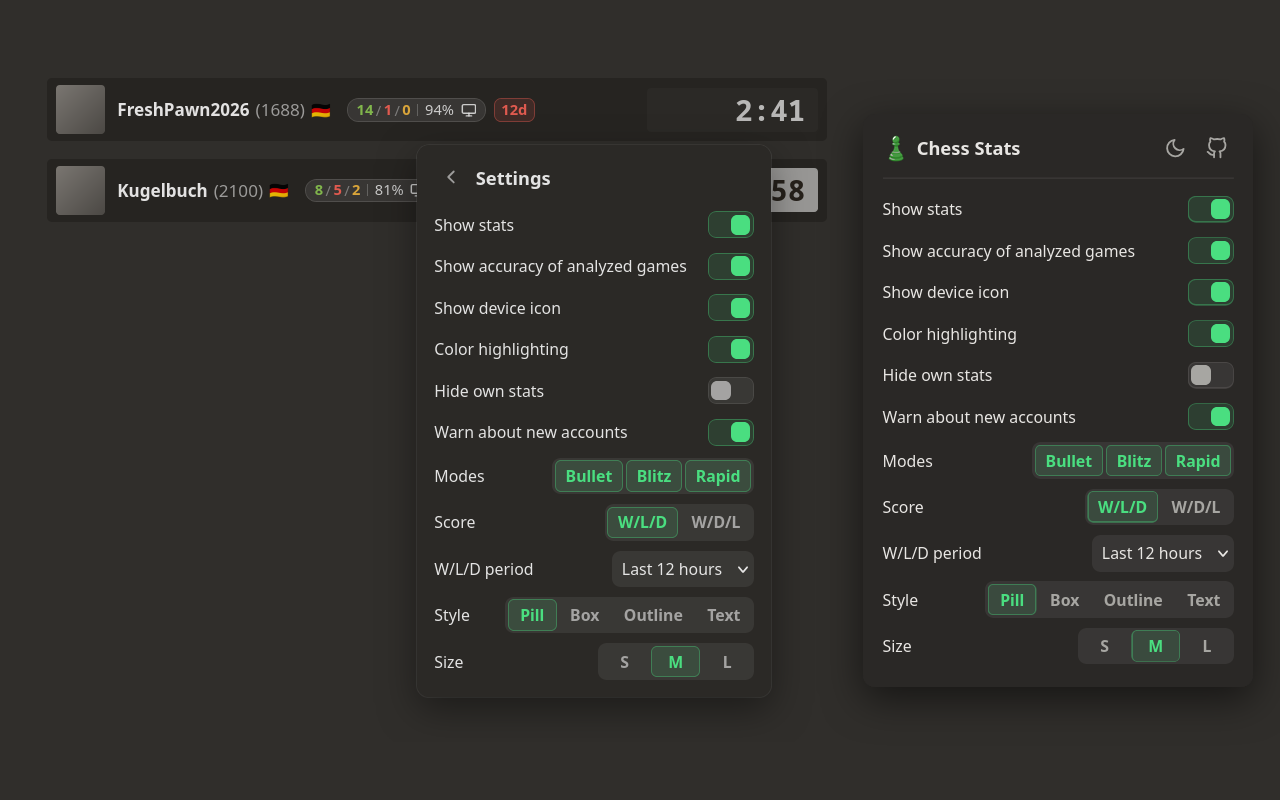 FreshPawn2026 (1688) 14 / 1 / 0 | 94% 12d
2:41
Kugelbuch (2100) 8 / 5 / 2 | 81%
58
Settings
Show stats
Show accuracy of analyzed games
Show device icon
Color highlighting
Hide own stats
Warn about new accounts
Modes Bullet Blitz Rapid
Score W/L/D W/D/L
W/L/D period Last 12 hours
Style Pill Box Outline Text
Size S M L
Chess Stats
Show stats
Show accuracy of analyzed games
Show device icon
Color highlighting
Hide own stats
Warn about new accounts
Modes Bullet Blitz Rapid
Score W/L/D W/D/L
W/L/D period Last 12 hours
Style Pill Box Outline Text
Size S M L